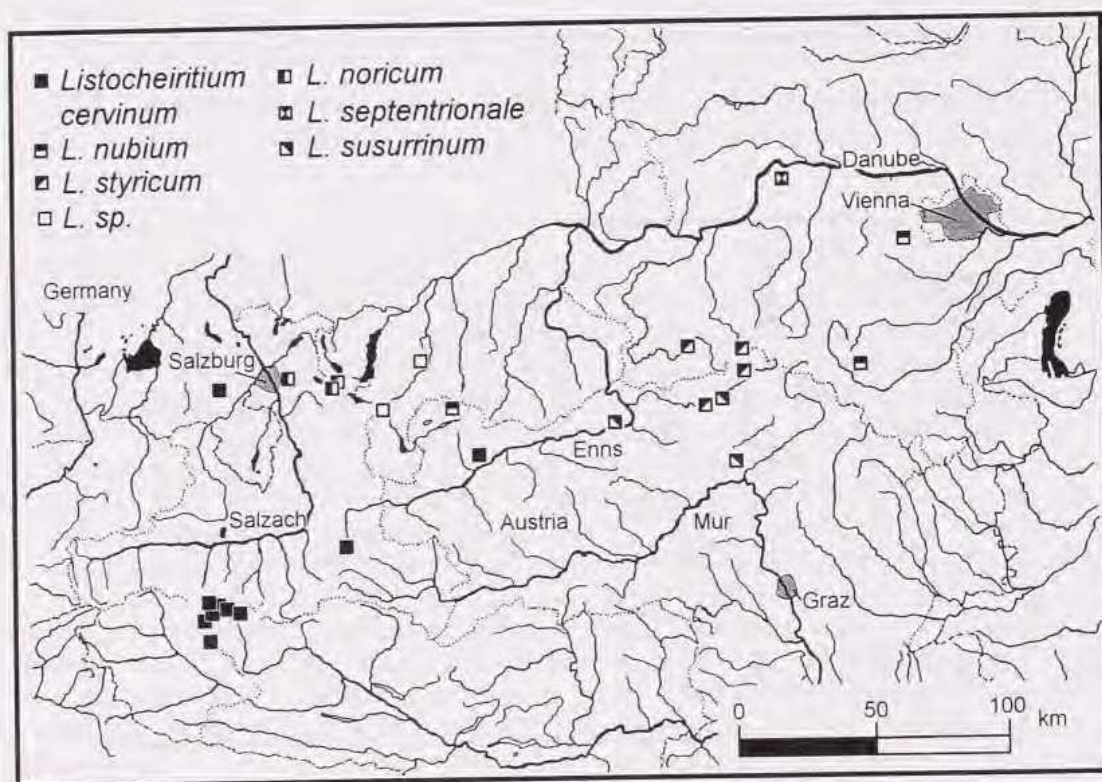 Listocheiritium
cervinum
L. nubium
L. styricum
L. sp.
L. noricum
L. septentrionale
L. susurrinum
Danube
Vienna
Germany
Salzburg
Enns
Salzach
Austria
Mur
Graz
0 50 100 km